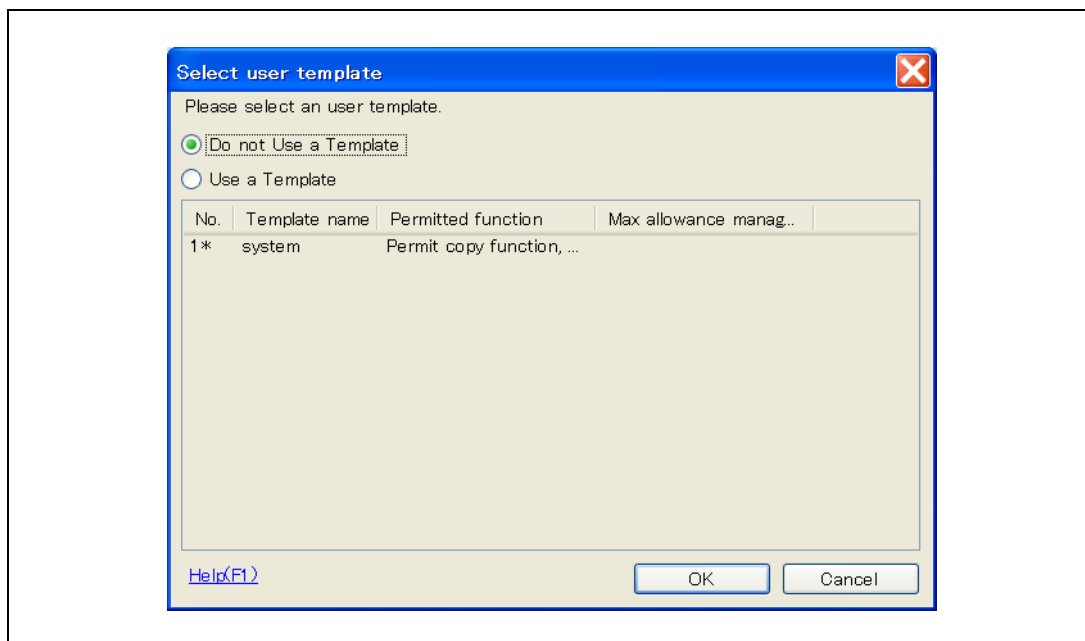 Select user template
Please select an user template.
Do not Use a Template
Use a Template
No. Template name Permitted function Max allowance manag...
1* system Permit copy function, ...
Help(F1) OK Cancel